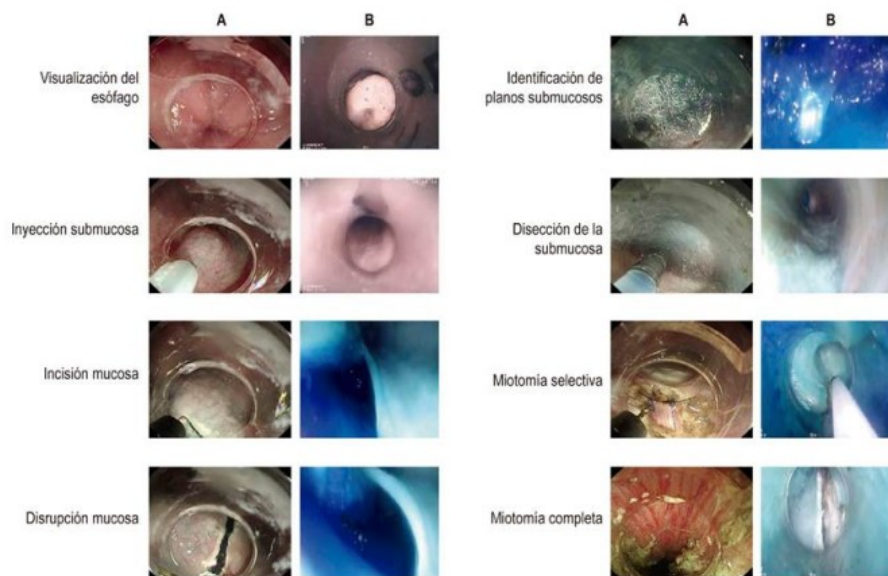 A B
Visualización del
esófago
Inyección submucosa
Incisión mucosa
Disrupción mucosa
A B
Identificación de
planos submucosos
Disección de la
submucosa
Miotomía selectiva
Miotomía completa